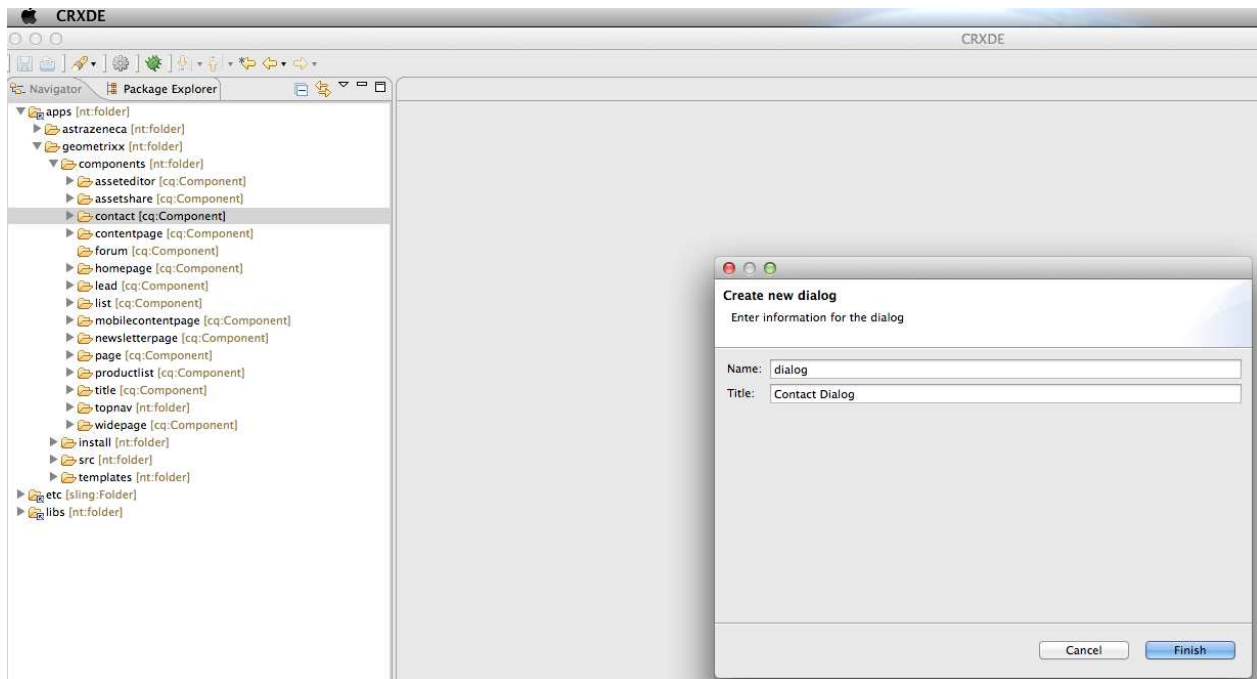 CRXDE
CRXDE
Navigator
Package Explorer
apps [nt:folder]
astrazeneca [nt:folder]
geometrixx [nt:folder]
components [nt:folder]
asseteditor [cq:Component]
assetshare [cq:Component]
contact [cq:Component]
contentpage [cq:Component]
forum [cq:Component]
homepage [cq:Component]
lead [cq:Component]
list [cq:Component]
mobilecontentpage [cq:Component]
newsletterpage [cq:Component]
page [cq:Component]
productlist [cq:Component]
title [cq:Component]
topnav [nt:folder]
widepage [cq:Component]
install [nt:folder]
src [nt:folder]
templates [nt:folder]
etc [sling:Folder]
libs [nt:folder]
Create new dialog
Enter information for the dialog
Name: dialog
Title: Contact Dialog
Cancel Finish